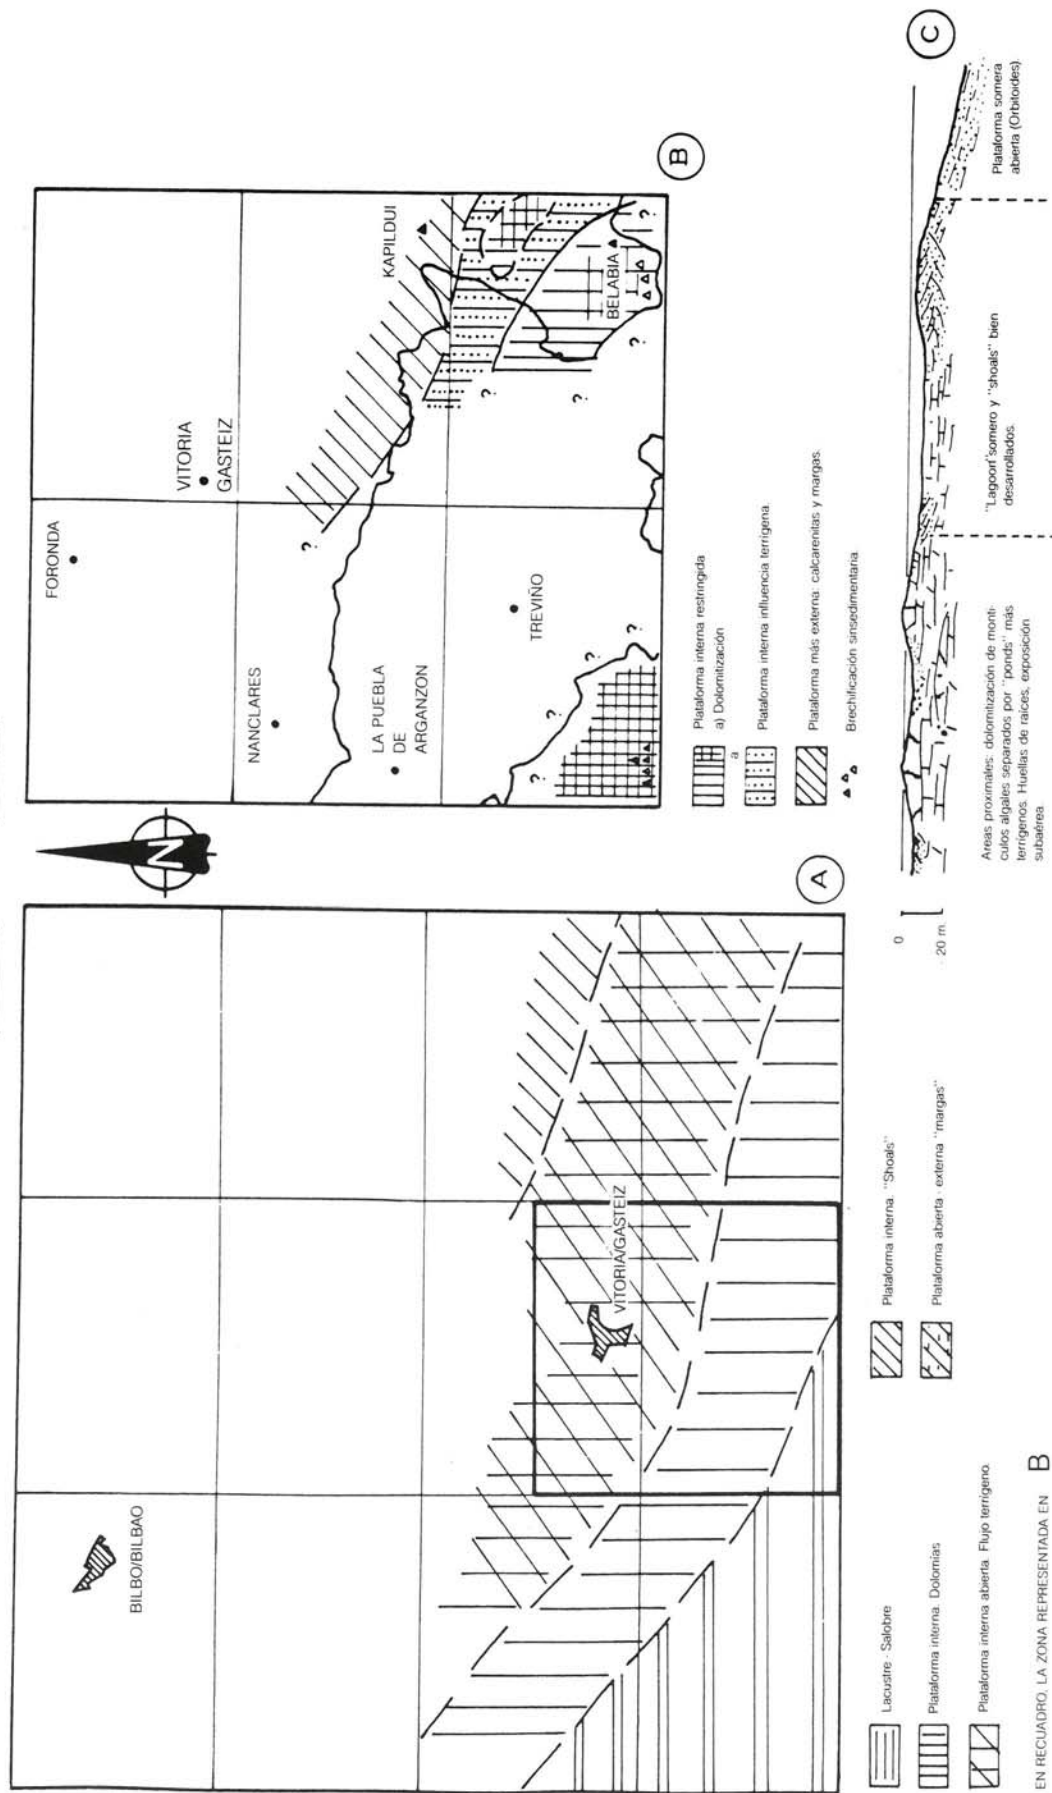 BILBO/BILBAO
VITORIA/GASTEIZ
A
Lacustre - Salobre
Plataforma interna. Dolomias
Plataforma interna abierta. Flujo terrígeno.
Plataforma interna. "Shoals"
Plataforma abierta - externa "margas"
EN RECUADRO, LA ZONA REPRESENTADA EN B
N
FORONDA
VITORIA
GASTEIZ
NANCLARES
KAPILDUI
LA PUEBLA
DE
ARGANZON
TREVIÑO
BELABIA
?
?
?
?
?
?
?
?
?
B
Plataforma interna restringida
a) Dolomitización
a
Plataforma interna influencia terrígena.
Plataforma más externa: calcarenitas y margas.
Brechificación sinsedimentaria.
C
0
20 m.
Areas proximales: dolomitización de montí-
culos algales separados por "ponds" más
terrígenos. Huellas de raíces, exposición
subaérea.
"Lagoon" somero y "shoals" bien
desarrollados.
Plataforma somera
abierta (Orbitoides).